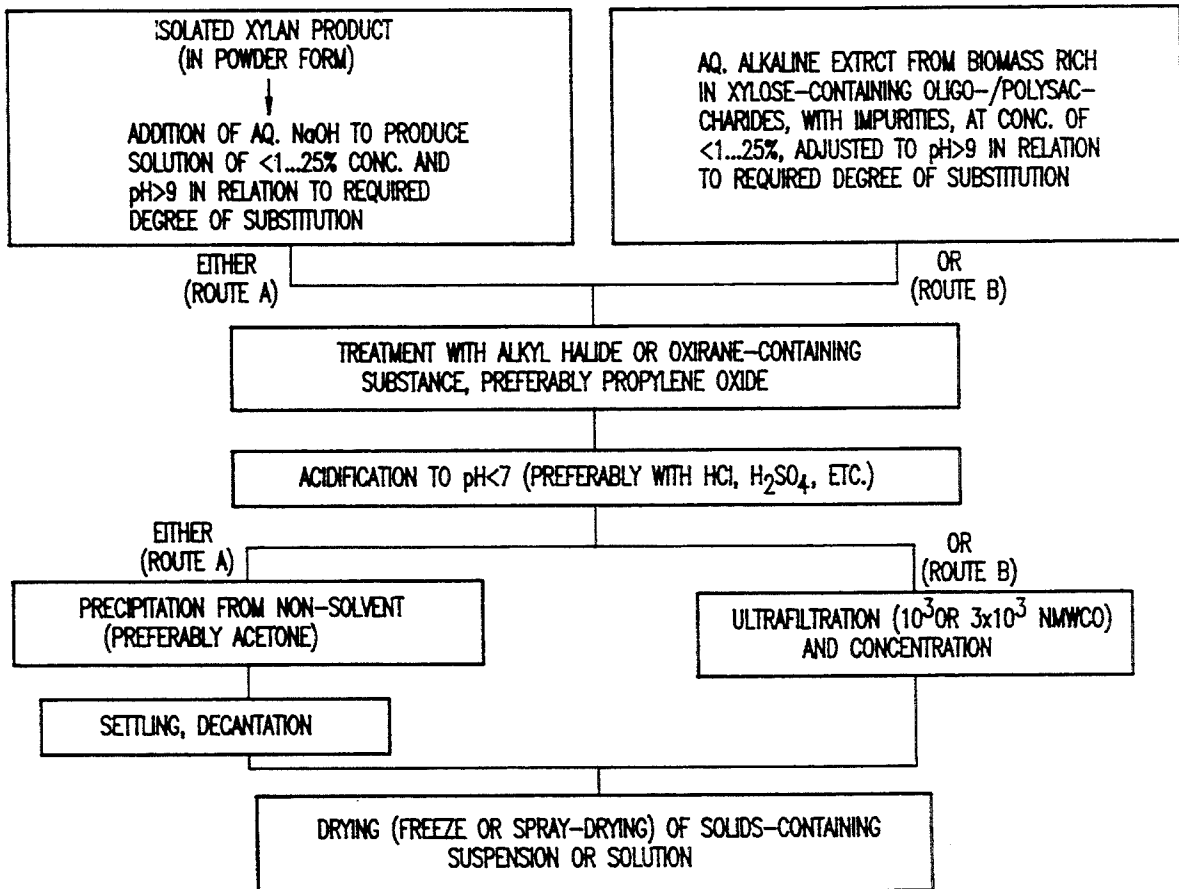 ISOLATED XYLAN PRODUCT
(IN POWDER FORM)
ADDITION OF AQ. NaOH TO PRODUCE
SOLUTION OF <1...25% CONC. AND
pH>9 IN RELATION TO REQUIRED
DEGREE OF SUBSTITUTION
AQ. ALKALINE EXTRCT FROM BIOMASS RICH
IN XYLOSE-CONTAINING OLIGO-/POLYSAC-
CHARIDES, WITH IMPURITIES, AT CONC. OF
<1...25%, ADJUSTED TO pH>9 IN RELATION
TO REQUIRED DEGREE OF SUBSTITUTION
EITHER
(ROUTE A)
OR
(ROUTE B)
TREATMENT WITH ALKYL HALIDE OR OXIRANE-CONTAINING
SUBSTANCE, PREFERABLY PROPYLENE OXIDE
ACIDIFICATION TO pH<7 (PREFERABLY WITH HCl, H₂SO₄, ETC.)
EITHER
(ROUTE A)
OR
(ROUTE B)
PRECIPITATION FROM NON-SOLVENT
(PREFERABLY ACETONE)
ULTRAFILTRATION (10³OR 3x10³ NMWCO)
AND CONCENTRATION
SETTLING, DECANTATION
DRYING (FREEZE OR SPRAY-DRYING) OF SOLIDS-CONTAINING
SUSPENSION OR SOLUTION